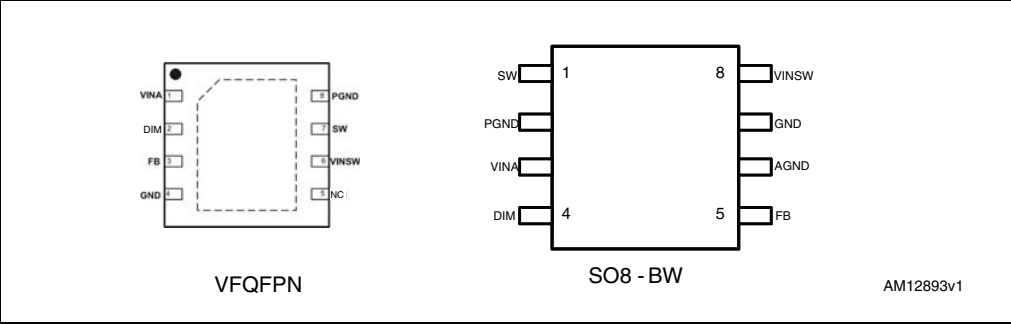 VINA 1
DIM 2
FB 3
GND 4
8 PGND
7 SW
6 VINSW
5 NC
VFQFPN
SW 1
PGND
VINA
DIM 4
8 VINSW
GND
AGND
5 FB
SO8 - BW
AM12893v1